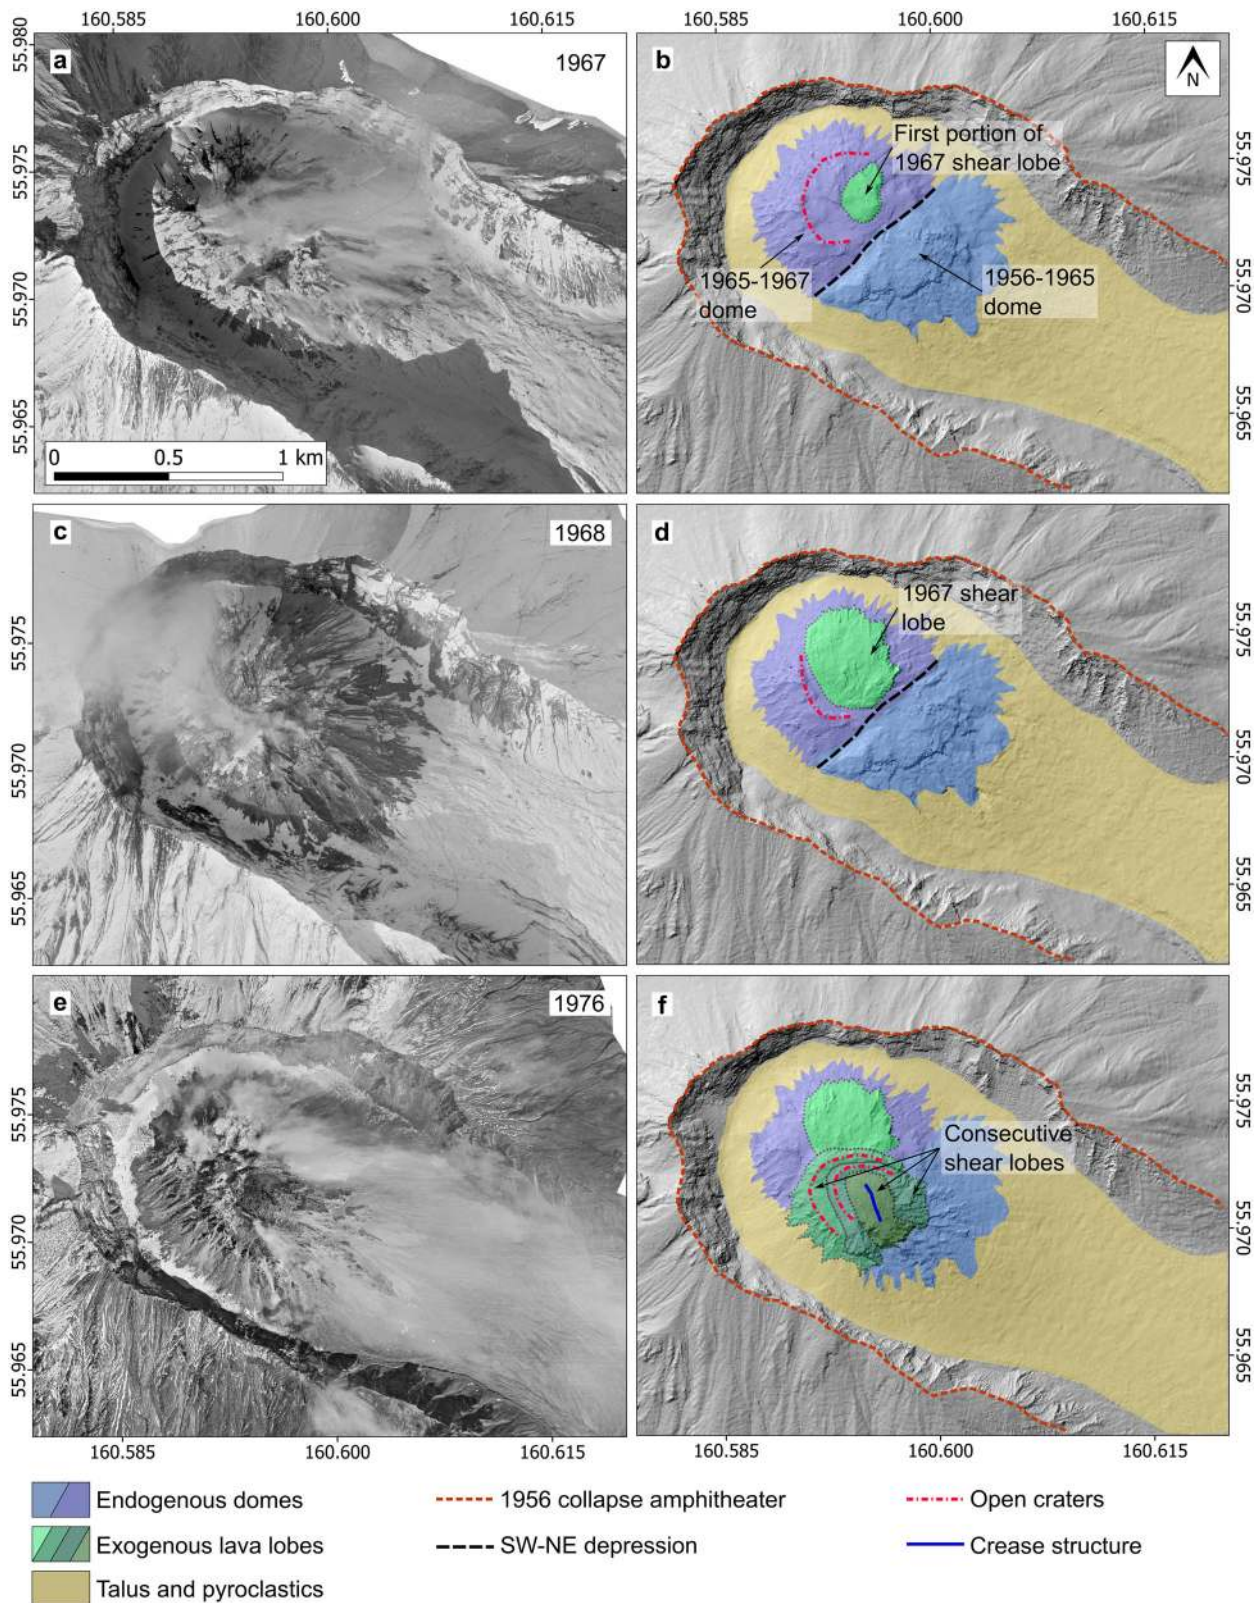 160.585 160.600 160.615 160.585 160.600 160.615
55.980
55.975
55.970
55.965
a
1967
0 0.5 1 km
b
N
First portion of
1967 shear lobe
1965-1967
dome
1956-1965
dome
55.975
55.970
55.965
c
1968
55.975
55.970
55.965
d
1967 shear
lobe
55.975
55.970
55.965
e
1976
55.975
55.970
55.965
f
Consecutive
shear lobes
55.975
55.970
55.965
160.585 160.600 160.615 160.585 160.600 160.615
Endogenous domes
1956 collapse amphitheater
Open craters
Exogenous lava lobes
SW-NE depression
Crease structure
Talus and pyroclastics